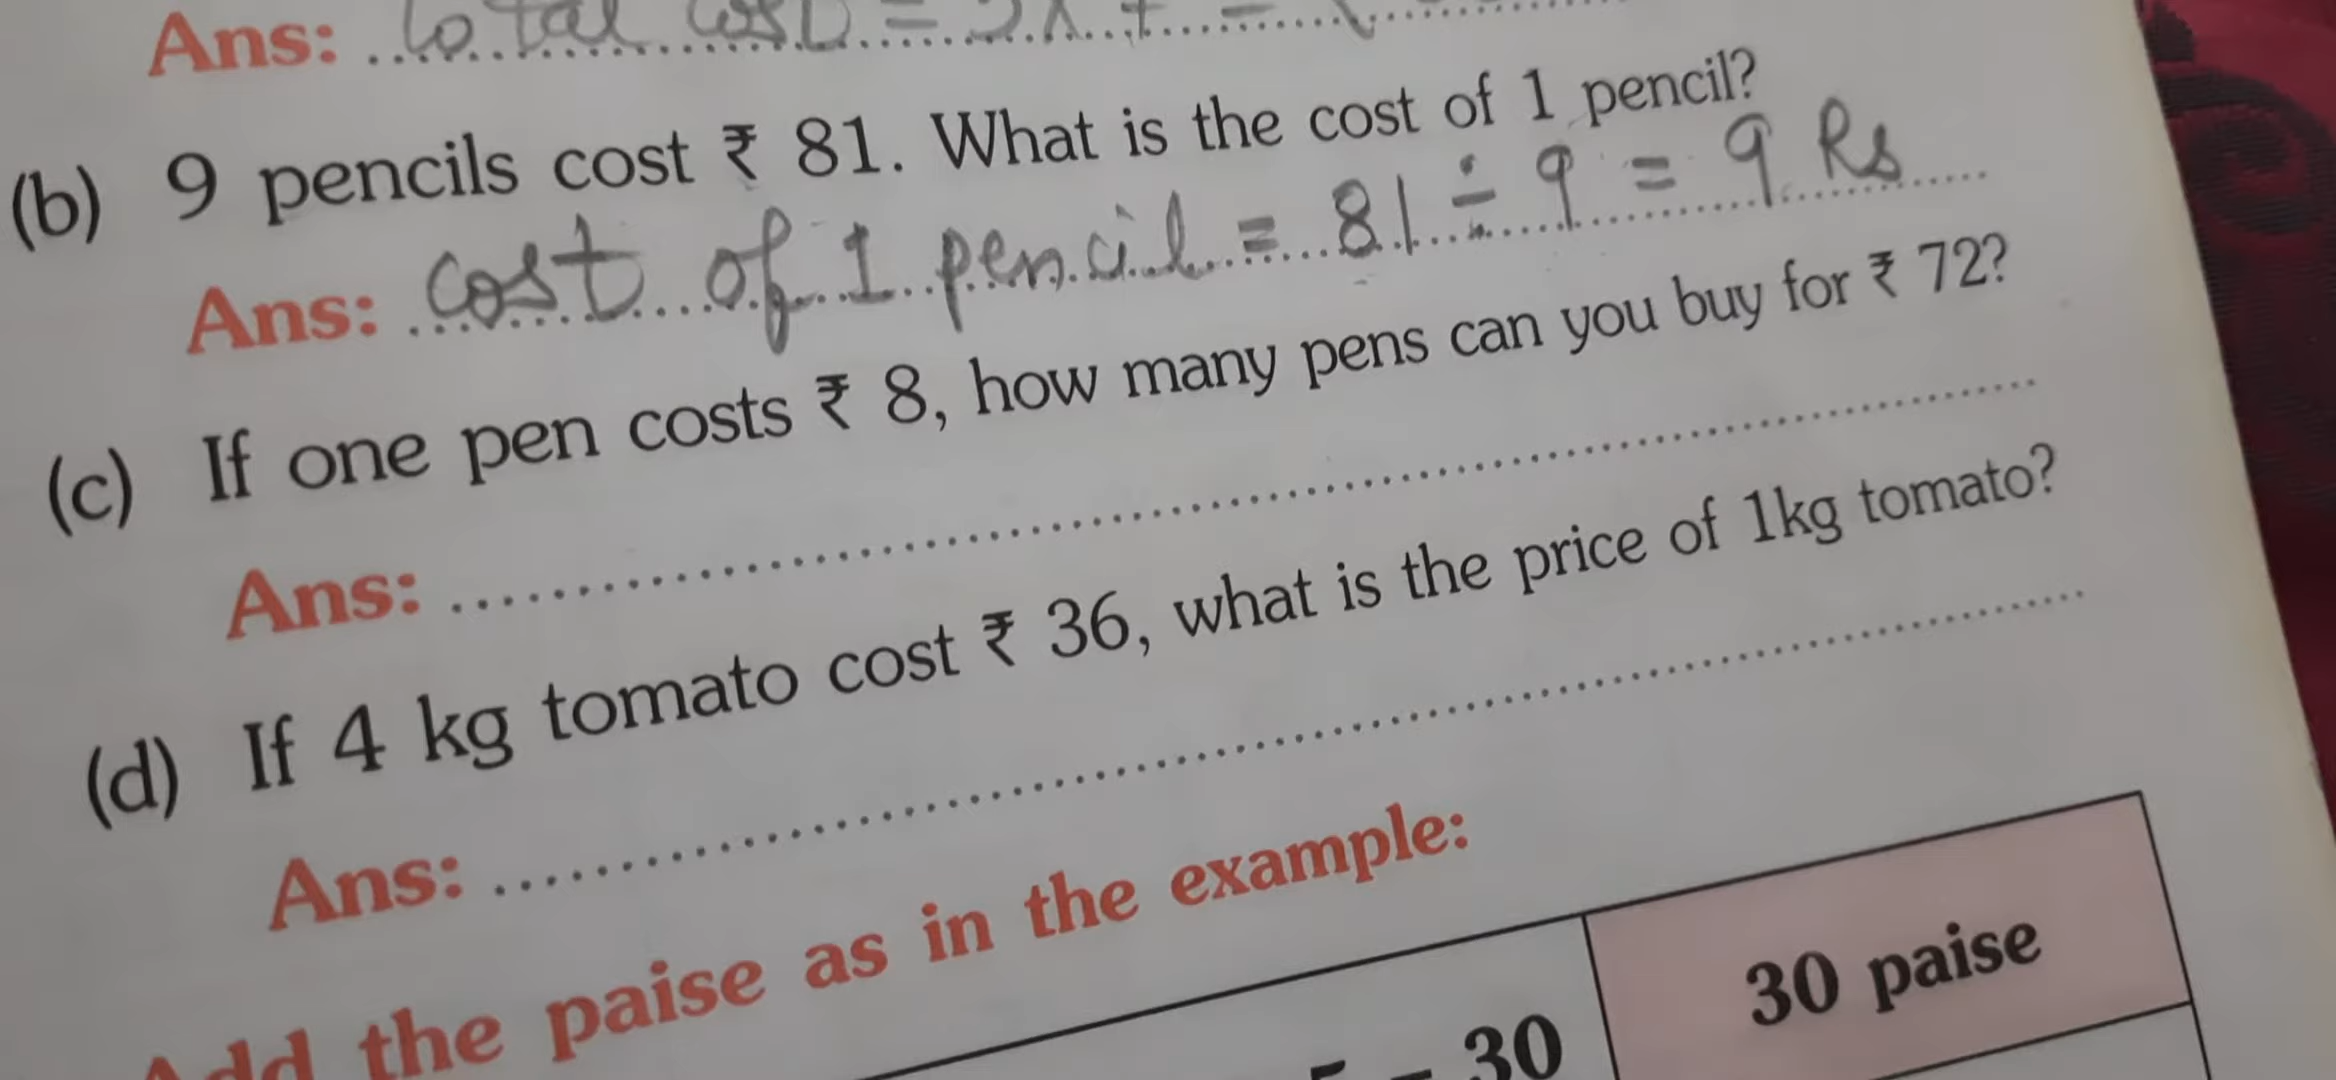 Ans: total cost =
(b) 9 pencils cost ₹ 81. What is the cost of 1 pencil?
Ans: cost of 1 pencil = 81 ÷ 9 = 9 Rs
(c) If one pen costs ₹ 8, how many pens can you buy for ₹ 72?
Ans:
(d) If 4 kg tomato cost ₹ 36, what is the price of 1kg tomato?
Ans:
Add the paise as in the example:
30 paise
30